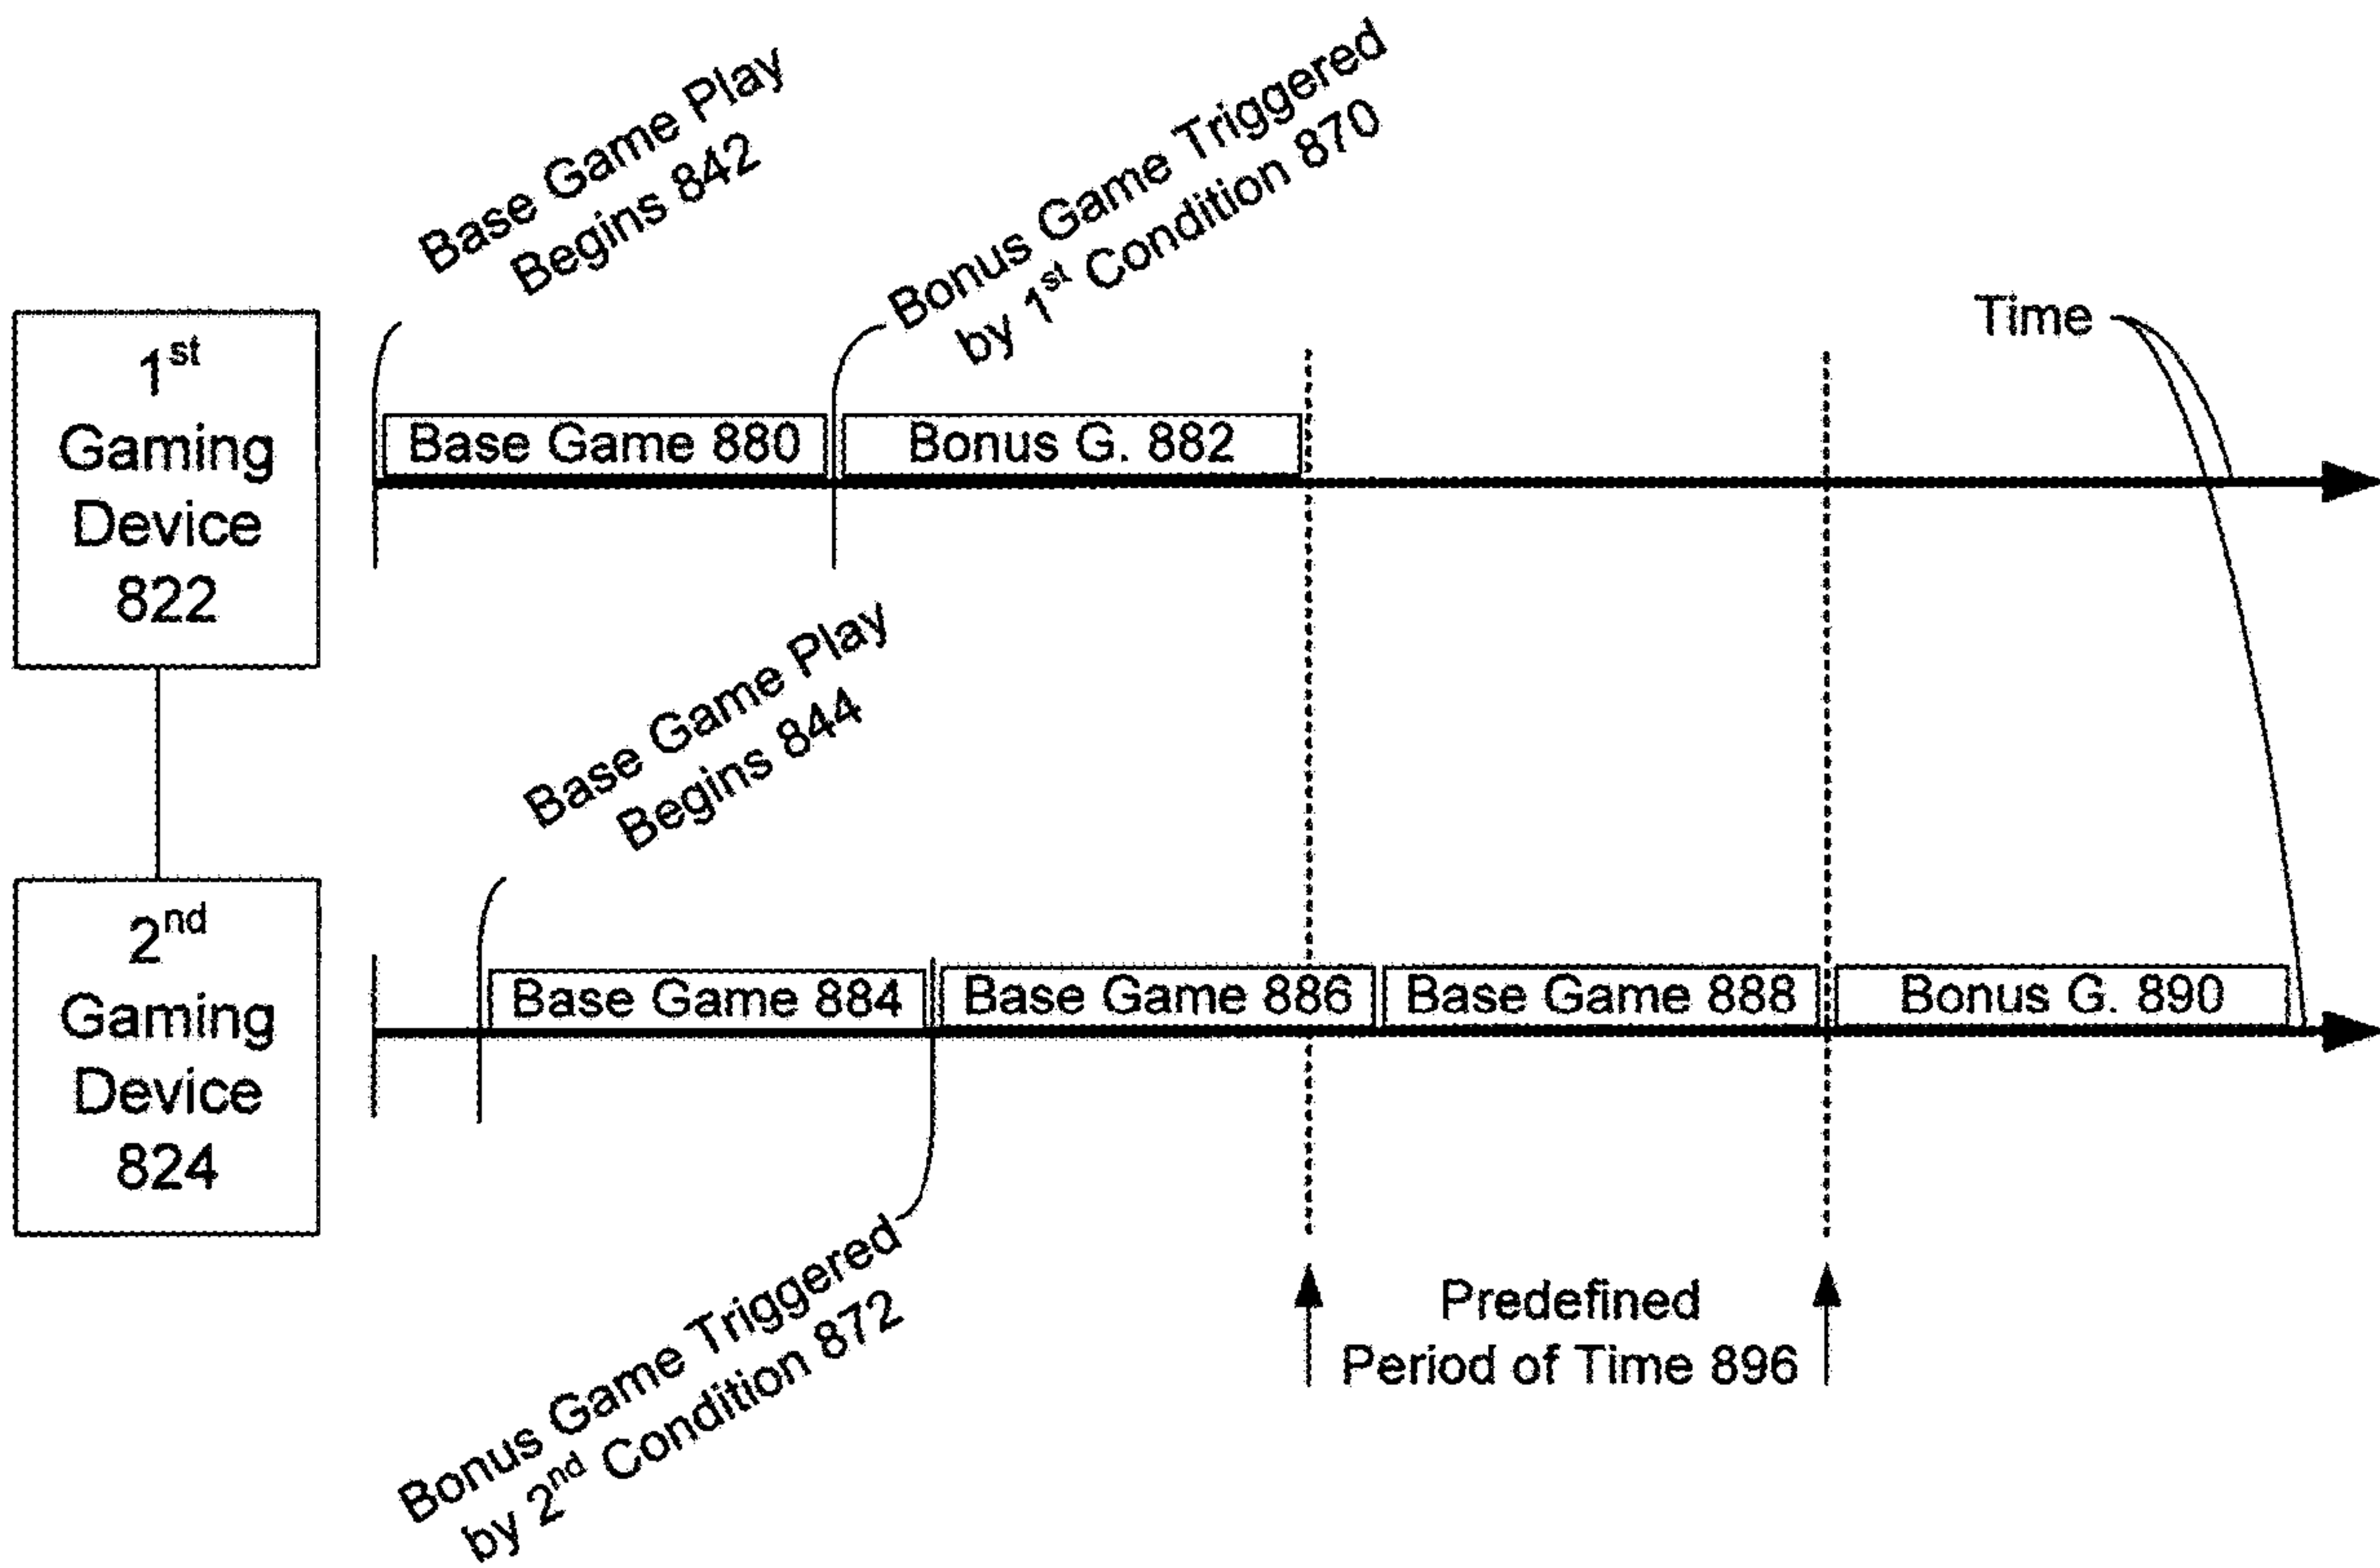 Base Game Play
Begins 842
Bonus Game Triggered
by 1st Condition 870
Time
1st
Gaming
Device
822
Base Game 880
Bonus G. 882
Base Game Play
Begins 844
2nd
Gaming
Device
824
Base Game 884
Base Game 886
Base Game 888
Bonus G. 890
Bonus Game Triggered
by 2nd Condition 872
Predefined
Period of Time 896